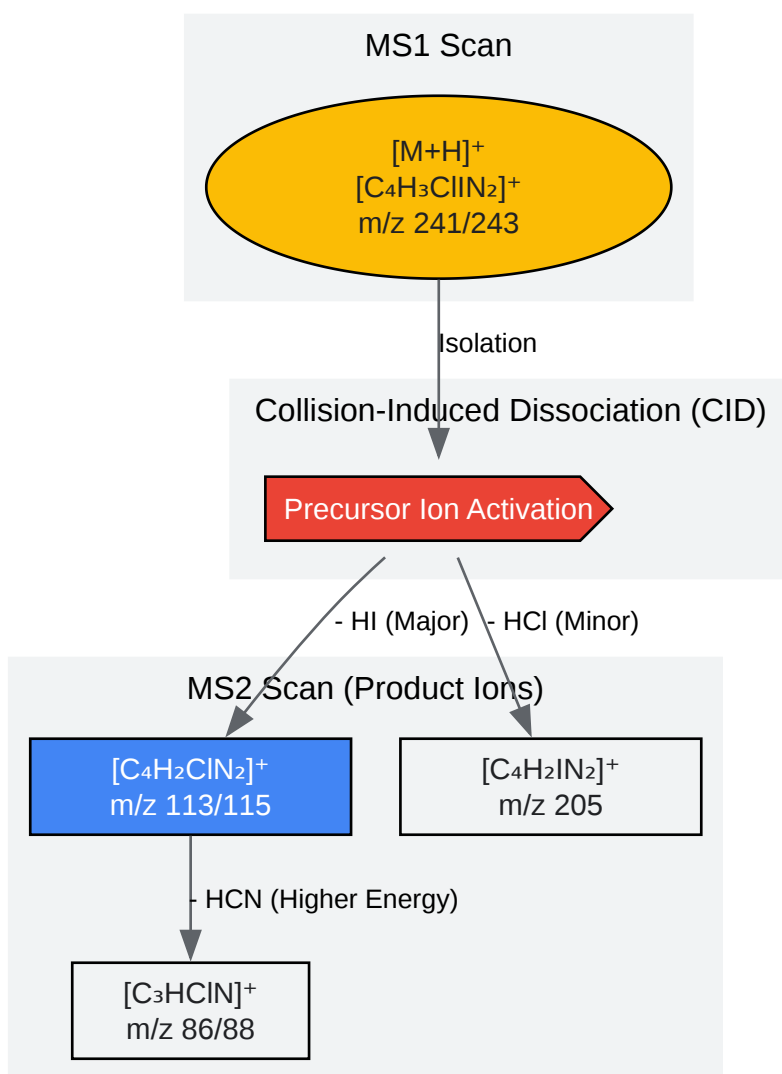 MS1 Scan
[M+H]⁺
[C₄H₃ClIN₂]⁺
m/z 241/243
Isolation
Collision-Induced Dissociation (CID)
Precursor Ion Activation
- HI (Major)
- HCl (Minor)
MS2 Scan (Product Ions)
[C₄H₂ClN₂]⁺
m/z 113/115
[C₄H₂IN₂]⁺
m/z 205
- HCN (Higher Energy)
[C₃HClN]⁺
m/z 86/88